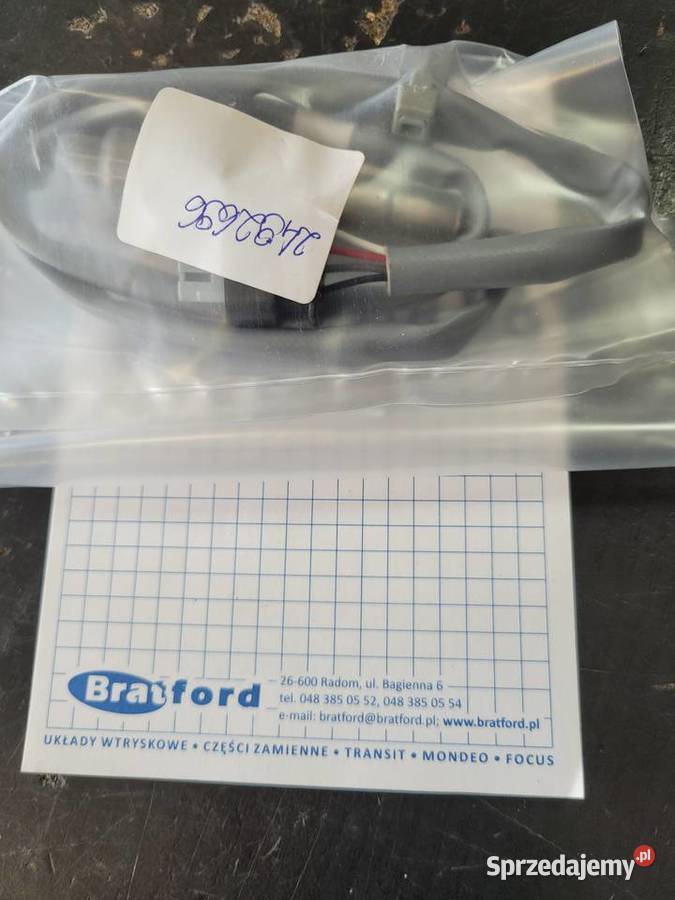 2432696
Bratford
26-600 Radom, ul. Bagienna 6
tel. 048 385 05 52, 048 385 05 54
e-mail: bratford@bratford.pl; www.bratford.pl
UKŁADY WTRYSKOWE • CZĘŚCI ZAMIENNE • TRANSIT • MONDEO • FOCUS
Sprzedajemy.pl